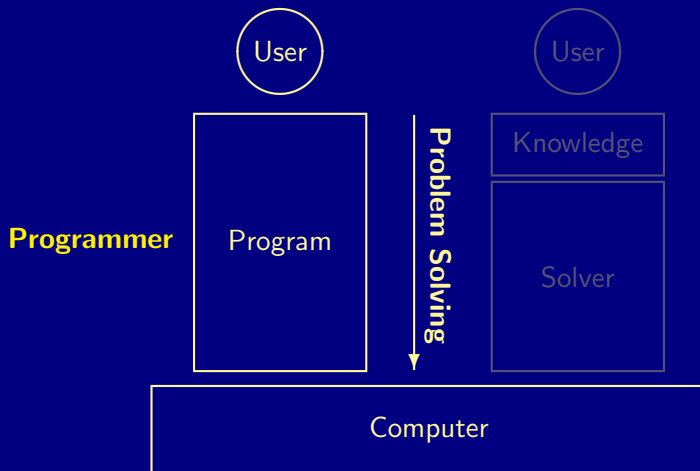 User
User
Knowledge
Programmer
Program
Problem Solving
Solver
Computer